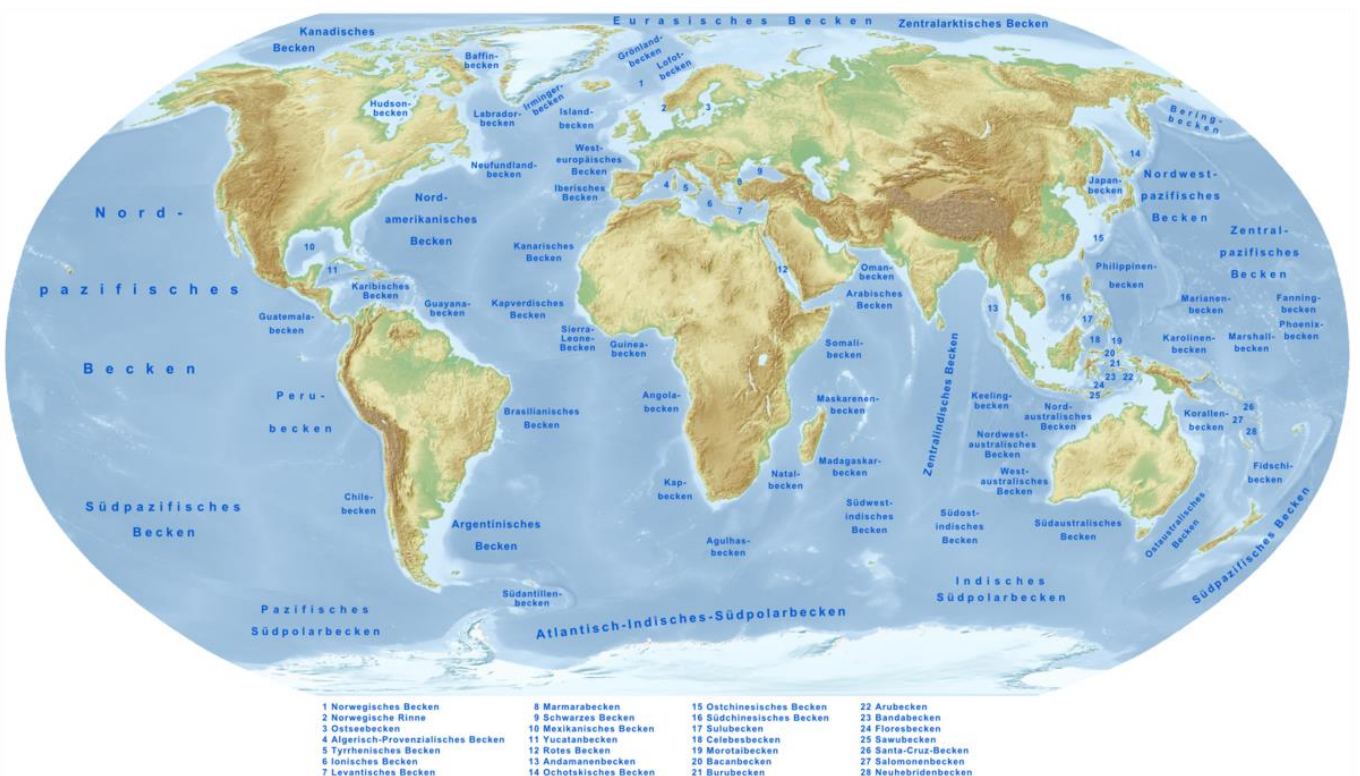 Eurasisches Becken
Zentralarktisches Becken
Kanadisches
Becken
Grönland-
becken
Lofot-
becken
Baffin-
becken
1
2
3
Hudson-
becken
Labrador-
becken
Irminger-
becken
Island-
becken
Bering-
becken
14
West-
europäisches
Becken
Neufundland-
becken
Iberisches
Becken
4
5
6
7
8
9
Japan-
becken
Nordwest-
pazifisches
Becken
Nord-
pazifisches
Becken
Nord-
amerikanisches
Becken
Zentral-
pazifisches
Becken
15
10
11
Kanarisches
Becken
12
Oman-
becken
Arabisches
Becken
Philippinen-
becken
Karibisches
Becken
Guayana-
becken
Kapverdisches
Becken
13
16
17
Marianen-
becken
Fanning-
becken
Guatemala-
becken
Sierra-
Leone-
Becken
Guinea-
becken
Somali-
becken
Zentralindisches Becken
18
19
20
21
22
23
24
25
Karolinen-
becken
Marshall-
becken
Phoenix-
becken
Peru-
becken
Brasilianisches
Becken
Angola-
becken
Maskarenen-
becken
Keeling-
becken
Nord-
australisches
Becken
Korallen-
becken
26
27
28
Nordwest-
australisches
Becken
Madagaskar-
becken
West-
australisches
Becken
Fidschi-
becken
Kap-
becken
Natal-
becken
Südpazifisches
Becken
Chile-
becken
Argentinisches
Becken
Südwest-
indisches
Becken
Südost-
indisches
Becken
Südaustralisches
Becken
Ostaustralisches
Becken
Südpazifisches Becken
Agulhas-
becken
Südantillen-
becken
Indisches
Südpolarbecken
Pazifisches
Südpolarbecken
Atlantisch-Indisches-Südpolarbecken
1 Norwegisches Becken
2 Norwegische Rinne
3 Ostseebecken
4 Algerisch-Provenzialisches Becken
5 Tyrrhenisches Becken
6 Ionisches Becken
7 Levantisches Becken
8 Marmarabecken
9 Schwarzes Becken
10 Mexikanisches Becken
11 Yucatanbecken
12 Rotes Becken
13 Andamanenbecken
14 Ochotskisches Becken
15 Ostchinesisches Becken
16 Südchinesisches Becken
17 Sulubecken
18 Celebesbecken
19 Morotaibecken
20 Bacanbecken
21 Burubecken
22 Arubecken
23 Bandabecken
24 Floresbecken
25 Sawubecken
26 Santa-Cruz-Becken
27 Salomonenbecken
28 Neuhebridenbecken